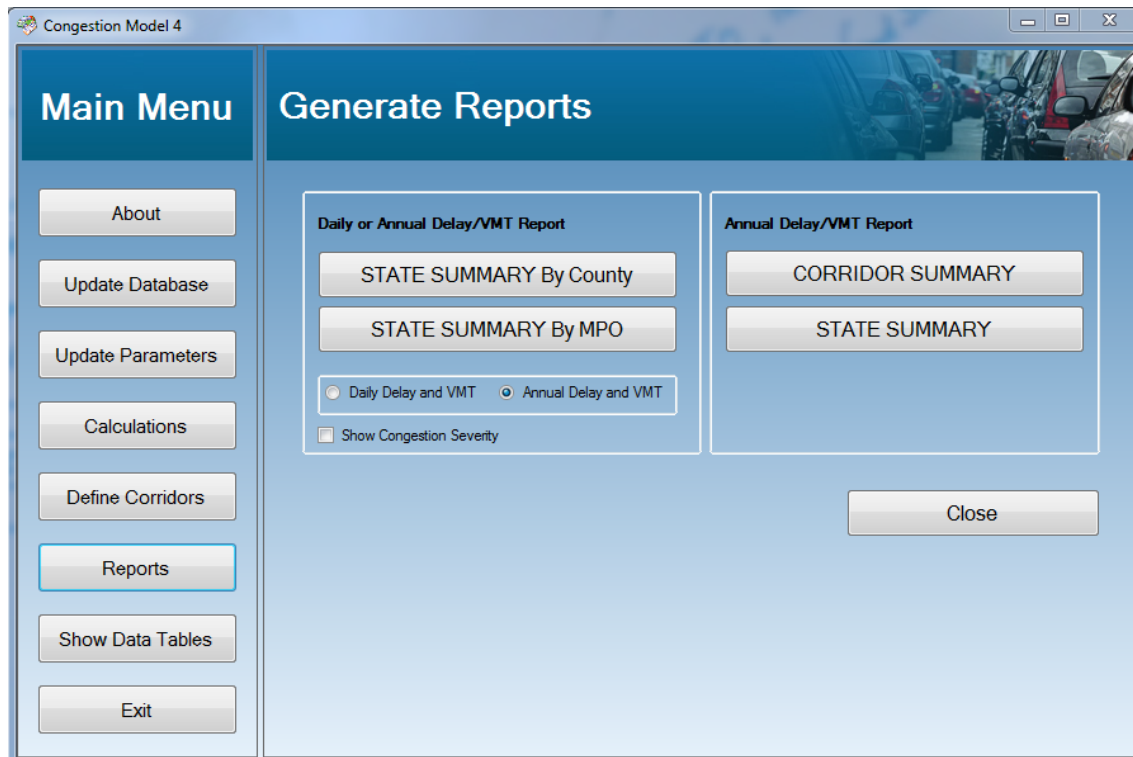 Congestion Model 4
Main Menu
Generate Reports
About
Update Database
Update Parameters
Calculations
Define Corridors
Reports
Show Data Tables
Exit
Daily or Annual Delay/VMT Report
STATE SUMMARY By County
STATE SUMMARY By MPO
Daily Delay and VMT
Annual Delay and VMT
Show Congestion Severity
Annual Delay/VMT Report
CORRIDOR SUMMARY
STATE SUMMARY
Close